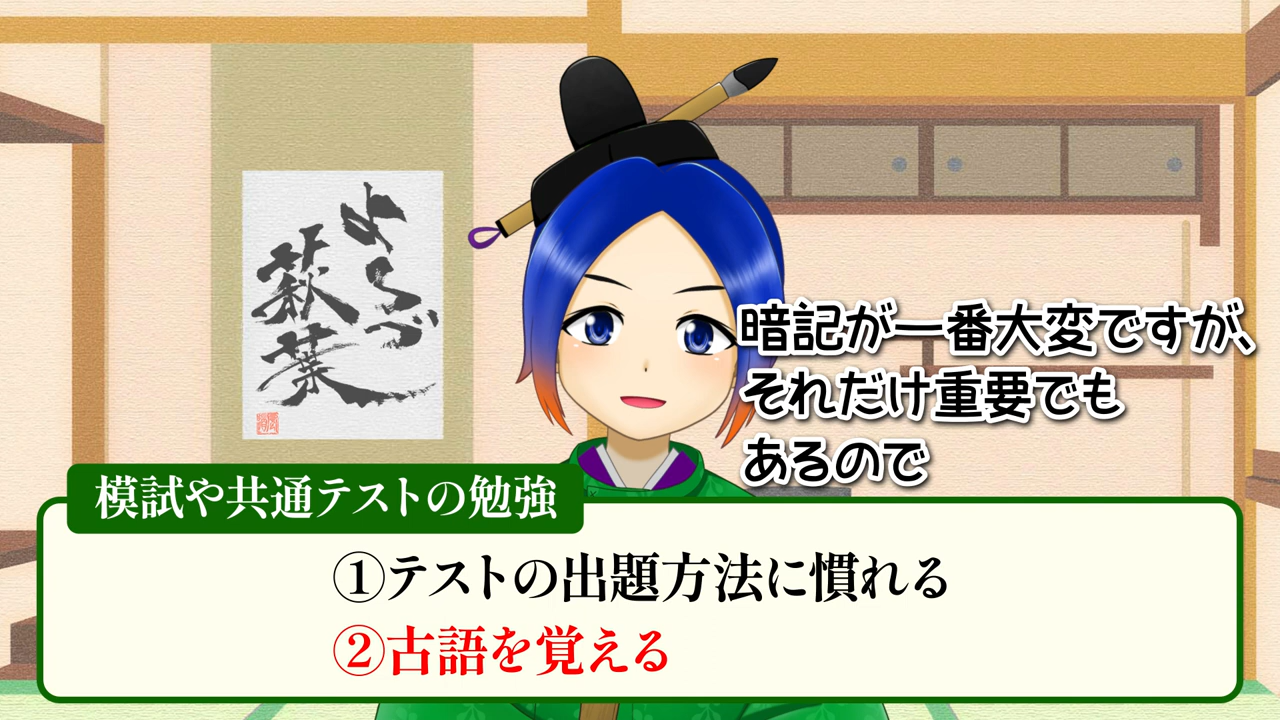 よろづ
萩葉
暗記が一番大変ですが、
それだけ重要でも
あるので
模試や共通テストの勉強
①テストの出題方法に慣れる
②古語を覚える